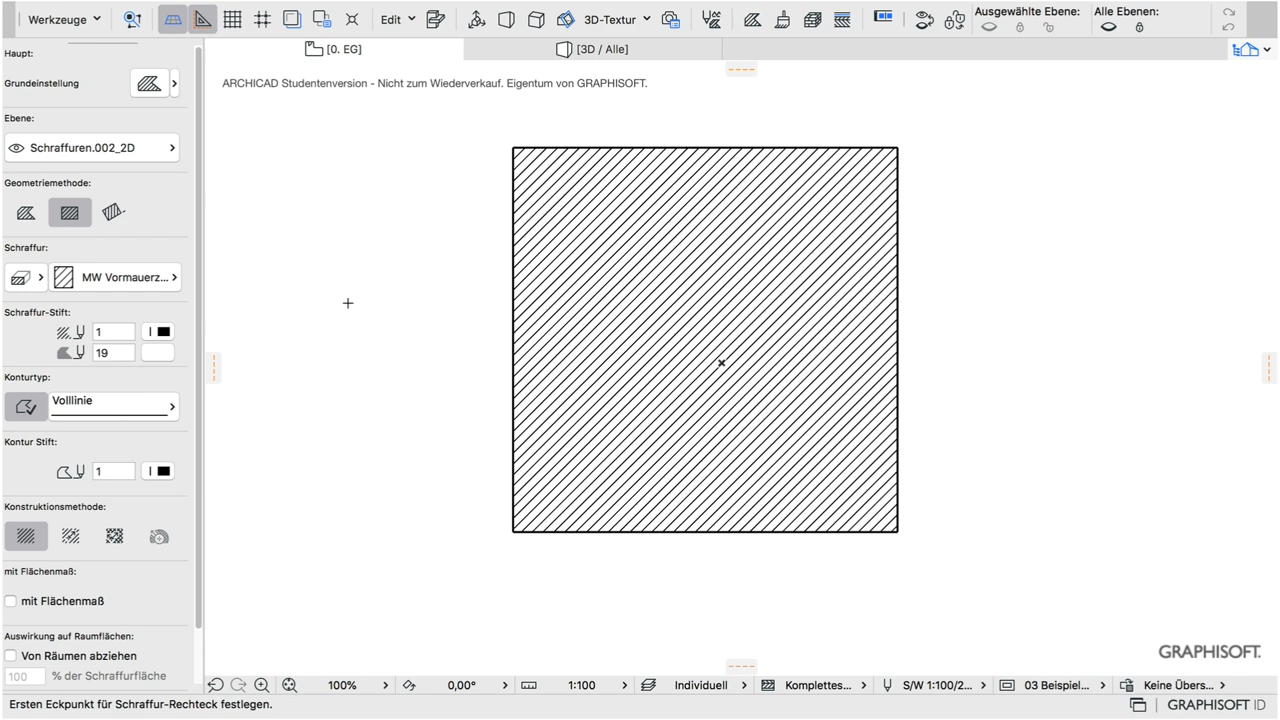 Werkzeuge
Edit
3D-Textur
Ausgewählte Ebene:
Alle Ebenen:
Haupt:
[0. EG]
[3D / Alle]
Grundeinstellung
ARCHICAD Studentenversion - Nicht zum Wiederverkauf. Eigentum von GRAPHISOFT.
Ebene:
Schraffuren.002_2D
Geometriemethode:
Schraffur:
MW Vormauerz...
Schraffur-Stift:
1
19
Konturtyp:
Volllinie
Kontur Stift:
1
Konstruktionsmethode:
mit Flächenmaß:
mit Flächenmaß
Auswirkung auf Raumflächen:
Von Räumen abziehen
100 % der Schraffurfläche
GRAPHISOFT.
100% 0,00° 1:100 Individuell Komplettes... S/W 1:100/2... 03 Beispiel... Keine Übers...
Ersten Eckpunkt für Schraffur-Rechteck festlegen.
GRAPHISOFT ID